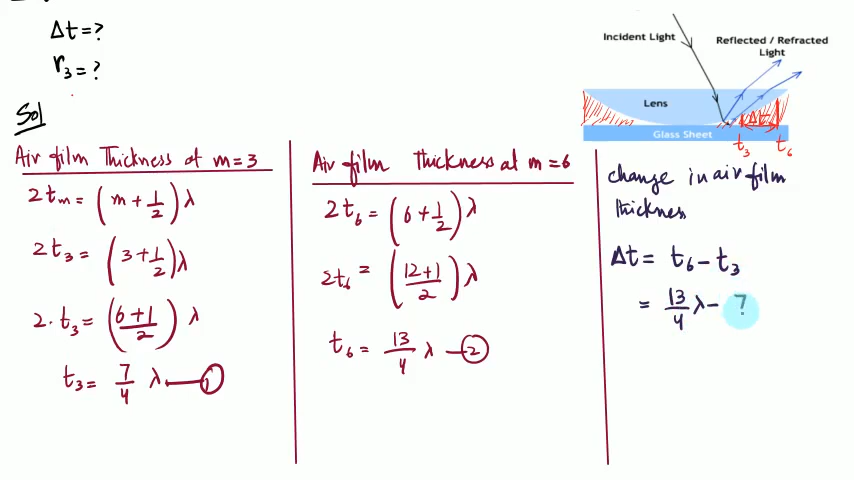 Δt = ?
r₃ = ?
Sol
Incident Light
Reflected / Refracted
Light
Lens
Δt
Glass Sheet
t₃ t₆
Air film Thickness at m = 3
2tm = (m + 1/2) λ
2t₃ = (3 + 1/2) λ
2 · t₃ = (6+1/2) λ
t₃ = 7/4 λ — 1
Air film thickness at m = 6
2t₆ = (6 + 1/2) λ
2t₆ = (12+1/2) λ
t₆ = 13/4 λ — 2
change in air film
thickness
Δt = t₆ − t₃
= 13/4 λ − 7